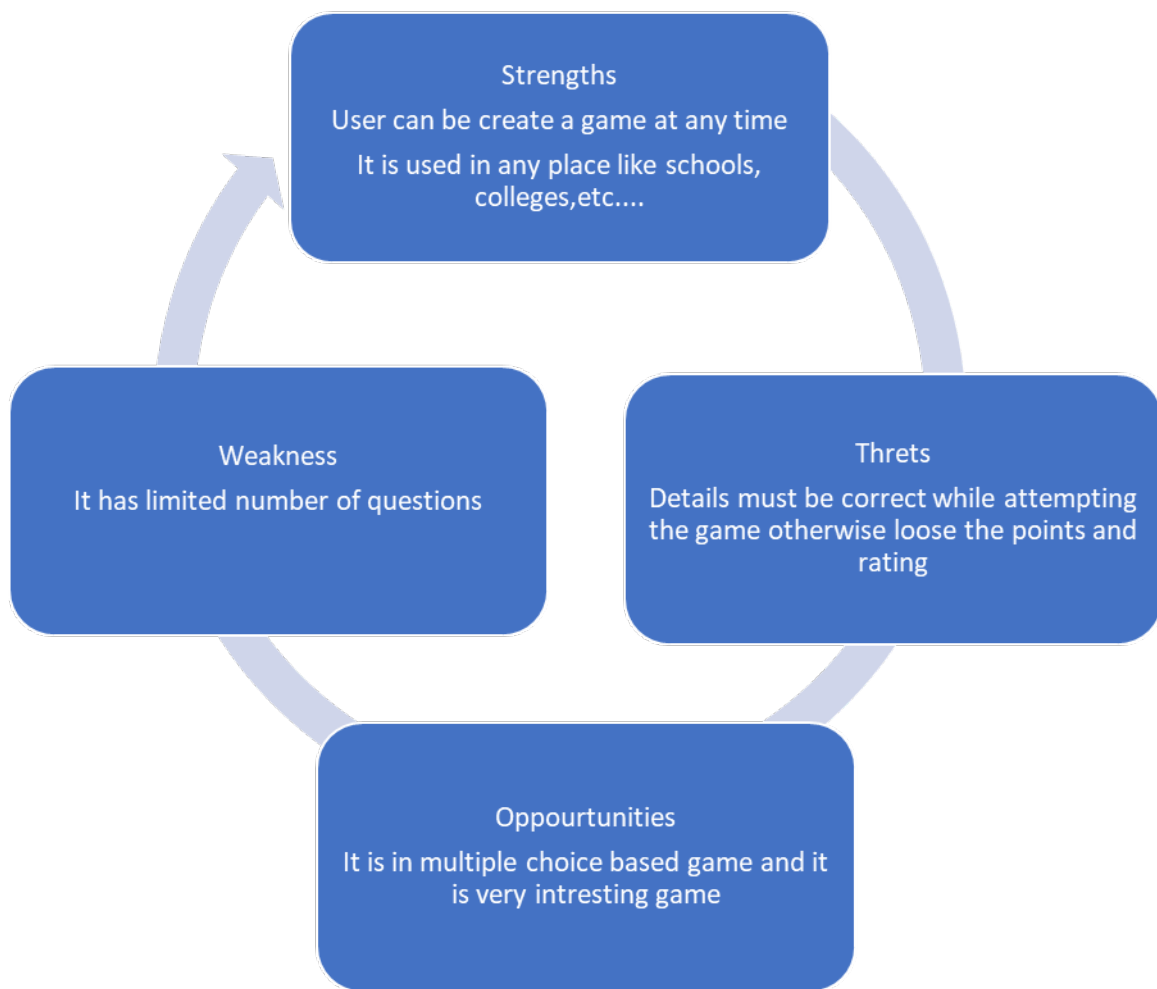 Strengths
User can be create a game at any time
It is used in any place like schools,
colleges,etc....
Weakness
It has limited number of questions
Threts
Details must be correct while attempting
the game otherwise loose the points and
rating
Oppourtunities
It is in multiple choice based game and it
is very intresting game